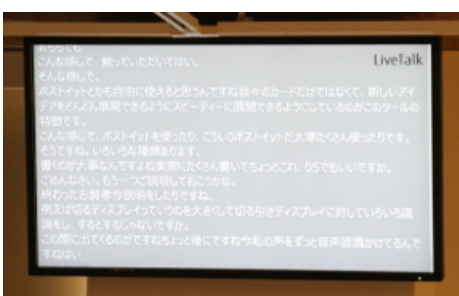 あっても
こんな感じで、触っていただいてはい。
そんな感じで、
ポストイットとかも自由に使えると思うんですね我々のカードだけではなくて、新しいアイ
デアをどんどん展開できるようにスピーディーに展開できるようにしているのがこのツールの
特徴です。
こんな感じで、ポストイットを使ったり、こういうポストイットだ大塚たくさん使ったりです。
そうですね、いろいろな種類あります。
書くのが大事なんですよね実際にたくさん書いてちょっとこれ、OSでもいいですか。
ごめんなさい。もう一つご説明しておこうかな。
終わった志賀孝今説明をしたりですね。
例えば切るディスプレイっていうのを大きくして切る引きディスプレイに対していろいろ議
論をし、するとするじゃないですか。
この際に出てくるのがですねちょっと後にですね今私の声をずっと音声認識かけてるんで
すねはい
LiveTalk